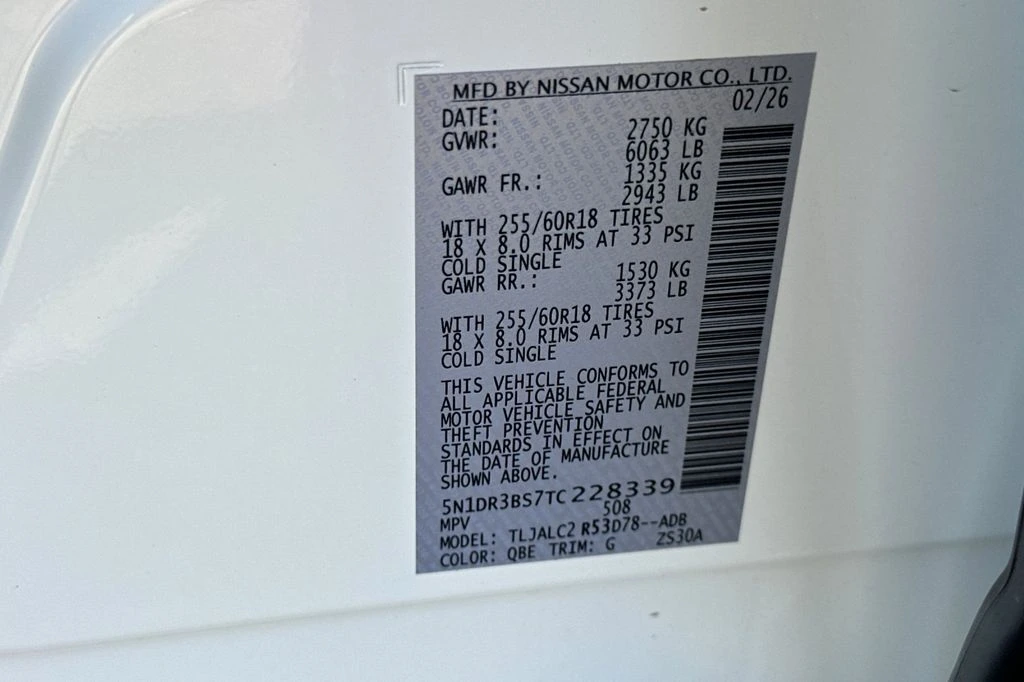 MFD BY NISSAN MOTOR CO., LTD.
DATE: 02/26
GVWR: 2750 KG
6063 LB
GAWR FR.: 1335 KG
2943 LB
WITH 255/60R18 TIRES
18 X 8.0 RIMS AT 33 PSI
COLD SINGLE
GAWR RR.: 1530 KG
3373 LB
WITH 255/60R18 TIRES
18 X 8.0 RIMS AT 33 PSI
COLD SINGLE
THIS VEHICLE CONFORMS TO
ALL APPLICABLE FEDERAL
MOTOR VEHICLE SAFETY AND
THEFT PREVENTION
STANDARDS IN EFFECT ON
THE DATE OF MANUFACTURE
SHOWN ABOVE.
5N1DR3BS7TC228339
MPV 508
MODEL: TLJALC2 R53D78--ADB
COLOR: QBE TRIM: G ZS30A